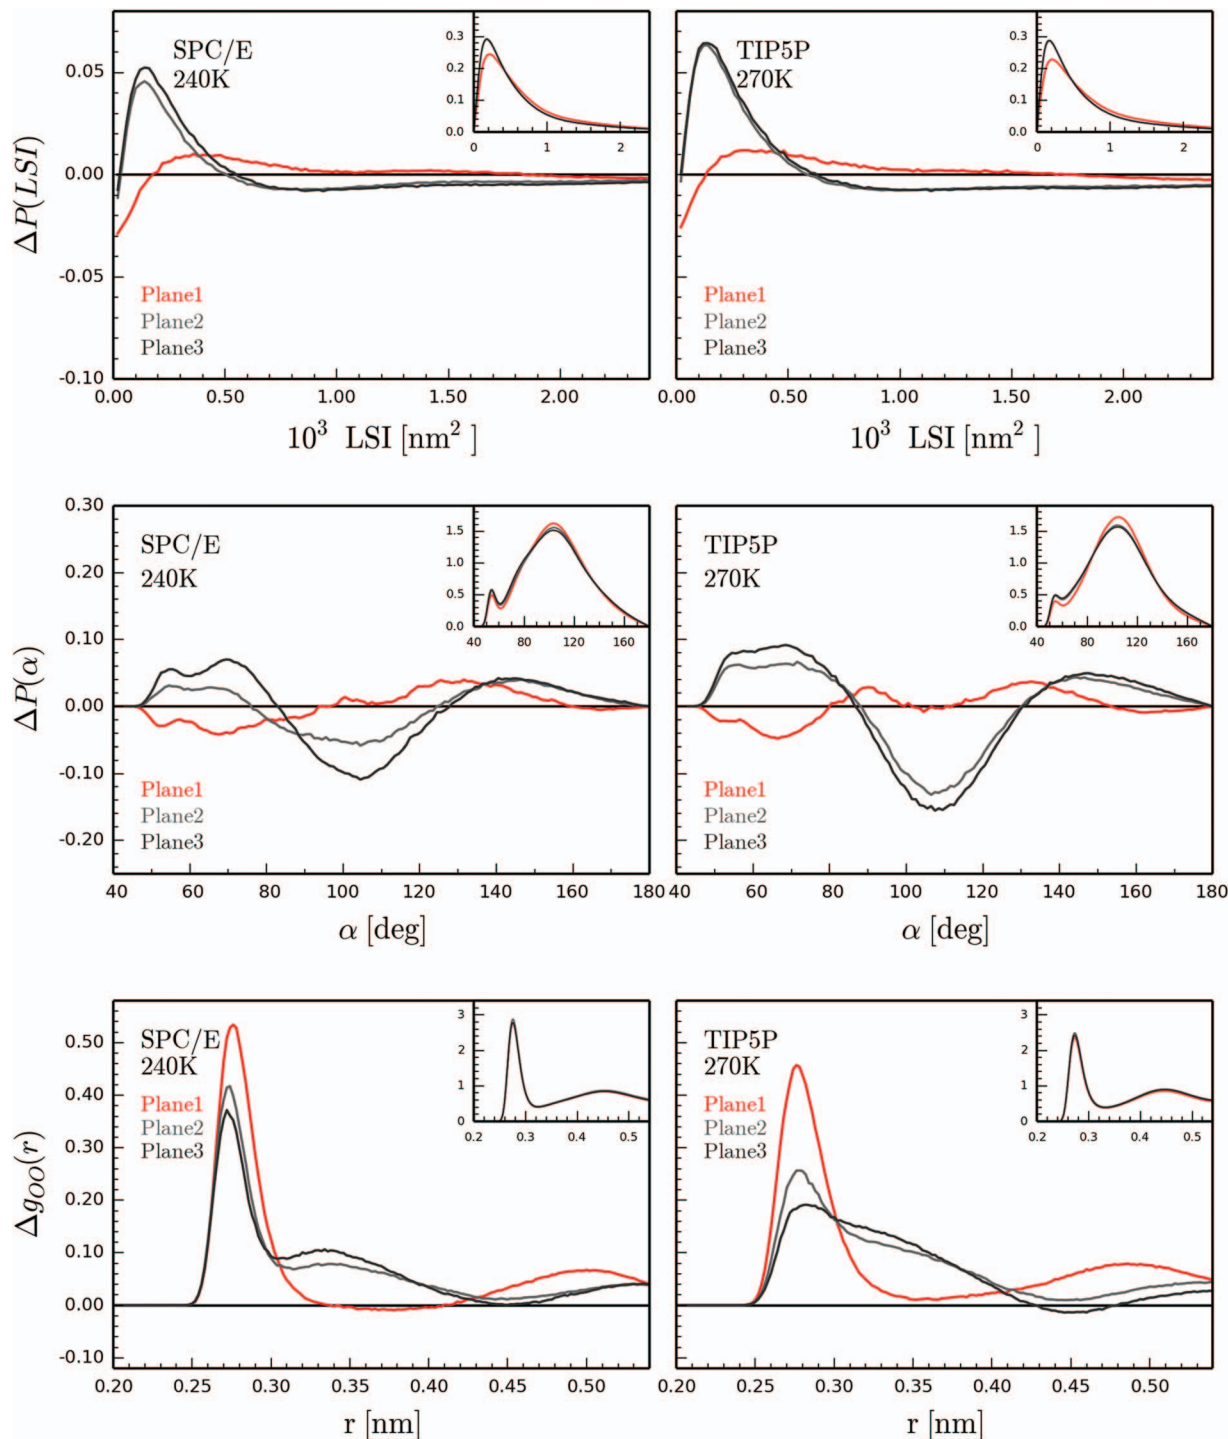 SPC/E
240K
0.3
0.2
0.1
0.0
0
1
2
0.05
0.00
-0.05
-0.10
ΔP(LSI)
Plane1
Plane2
Plane3
0.00
0.50
1.00
1.50
2.00
10³ LSI [nm² ]
TIP5P
270K
0.3
0.2
0.1
0.0
0
1
2
Plane1
Plane2
Plane3
0.00
0.50
1.00
1.50
2.00
10³ LSI [nm² ]
0.30
0.20
0.10
0.00
-0.10
-0.20
ΔP(α)
SPC/E
240K
1.5
1.0
0.5
0.0
40
80
120
160
Plane1
Plane2
Plane3
40
60
80
100
120
140
160
180
α [deg]
TIP5P
270K
1.5
1.0
0.5
0.0
40
80
120
160
Plane1
Plane2
Plane3
40
60
80
100
120
140
160
180
α [deg]
0.50
0.40
0.30
0.20
0.10
0.00
-0.10
Δg_OO(r)
SPC/E
240K
Plane1
Plane2
Plane3
3
2
1
0
0.2
0.3
0.4
0.5
0.20
0.25
0.30
0.35
0.40
0.45
0.50
r [nm]
TIP5P
270K
Plane1
Plane2
Plane3
3
2
1
0
0.2
0.3
0.4
0.5
0.20
0.25
0.30
0.35
0.40
0.45
0.50
r [nm]